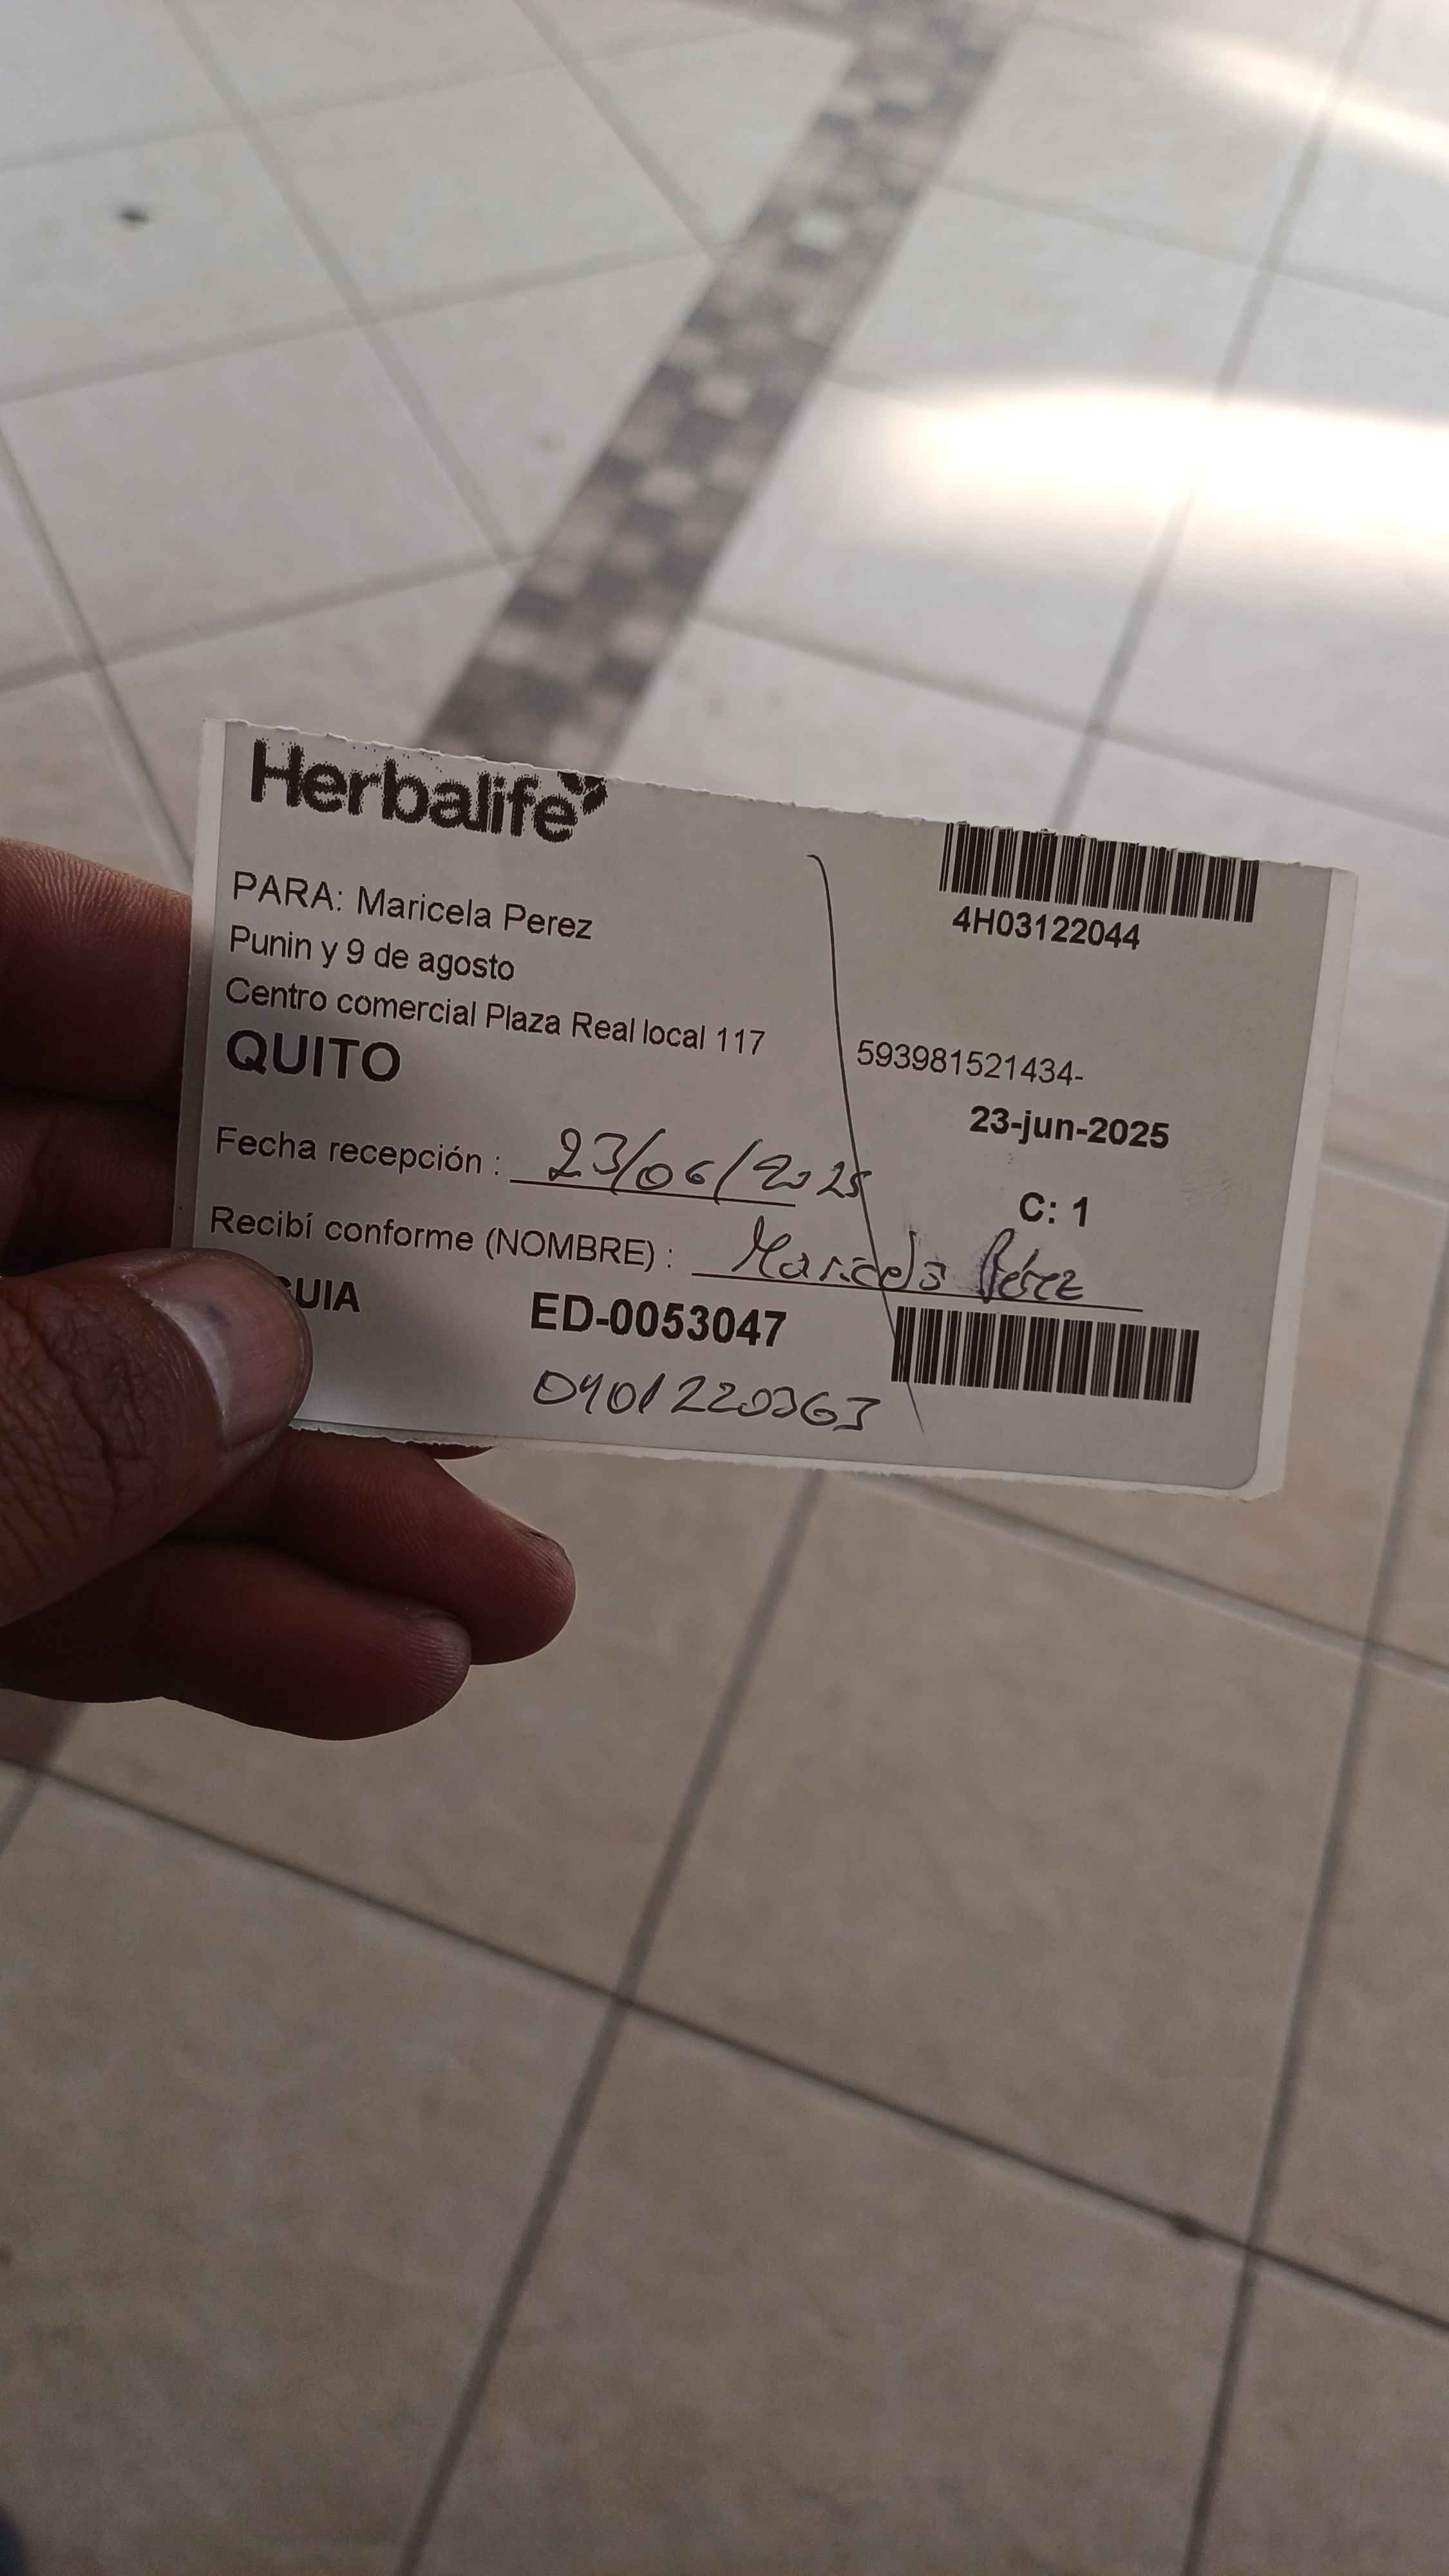 Herbalife
4H03122044
PARA: Maricela Perez
Punin y 9 de agosto
Centro comercial Plaza Real local 117
593981521434-
QUITO
23-jun-2025
Fecha recepción : 23/06/2025
C: 1
Recibí conforme (NOMBRE) : Maricela Pérez
GUIA ED-0053047
0401220363